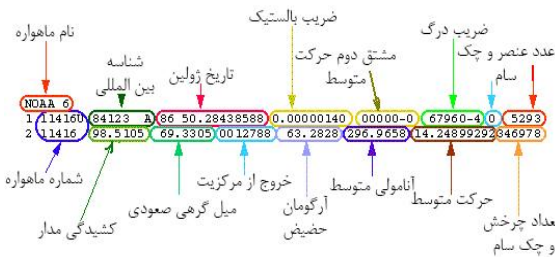 نام ماهواره
شناسه
بین المللی
تاریخ ژولین
ضریب بالستیک
مشتق دوم حرکت
متوسط
ضریب درگ
عدد عنصر و چک
سام
NOAA 6
1 11416U 84123 A 86 50.28438588 0.00000140 00000-0 67960-4 0 5293
2 11416 98.5105 69.3305 0012788 63.2828 296.9658 14.24899292346978
شماره ماهواره
کشیدگی مدار
میل گرهی صعودی
خروج از مرکزیت
آرگومان
حضیض
آنامولی متوسط
حرکت متوسط
عداد چرخش
و چک سام